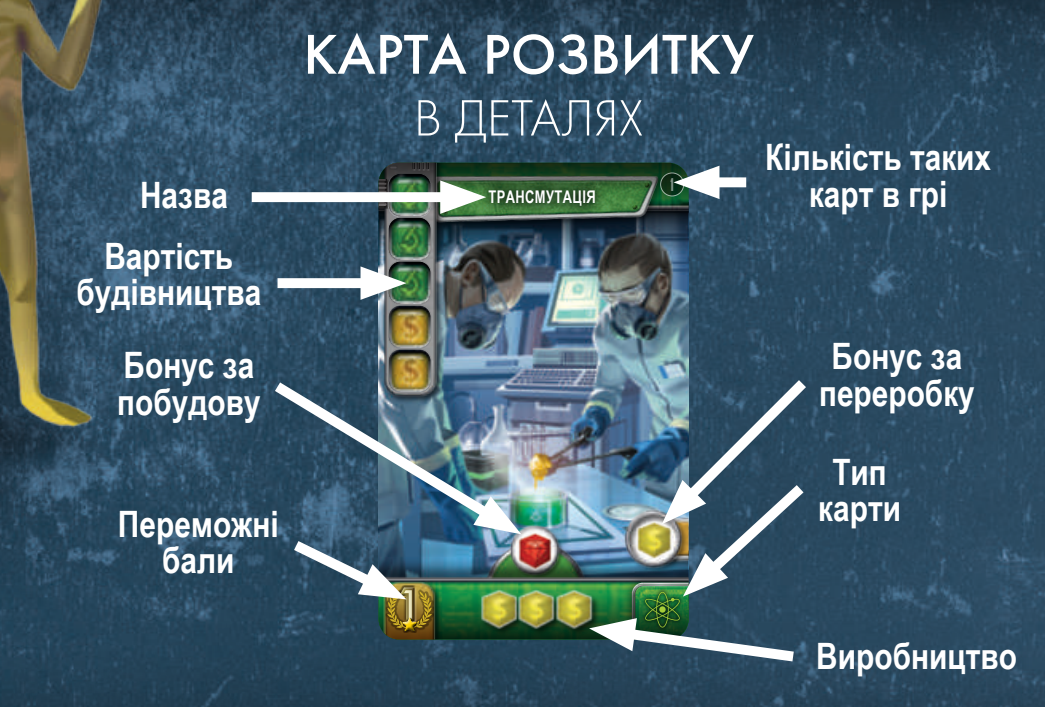 КАРТА РОЗВИТКУ
В ДЕТАЛЯХ
Назва
ТРАНСМУТАЦІЯ
1
Кількість таких
карт в грі
Вартість
будівництва
Бонус за
побудову
Бонус за
переробку
Тип
карти
Переможні
бали
1
Виробництво